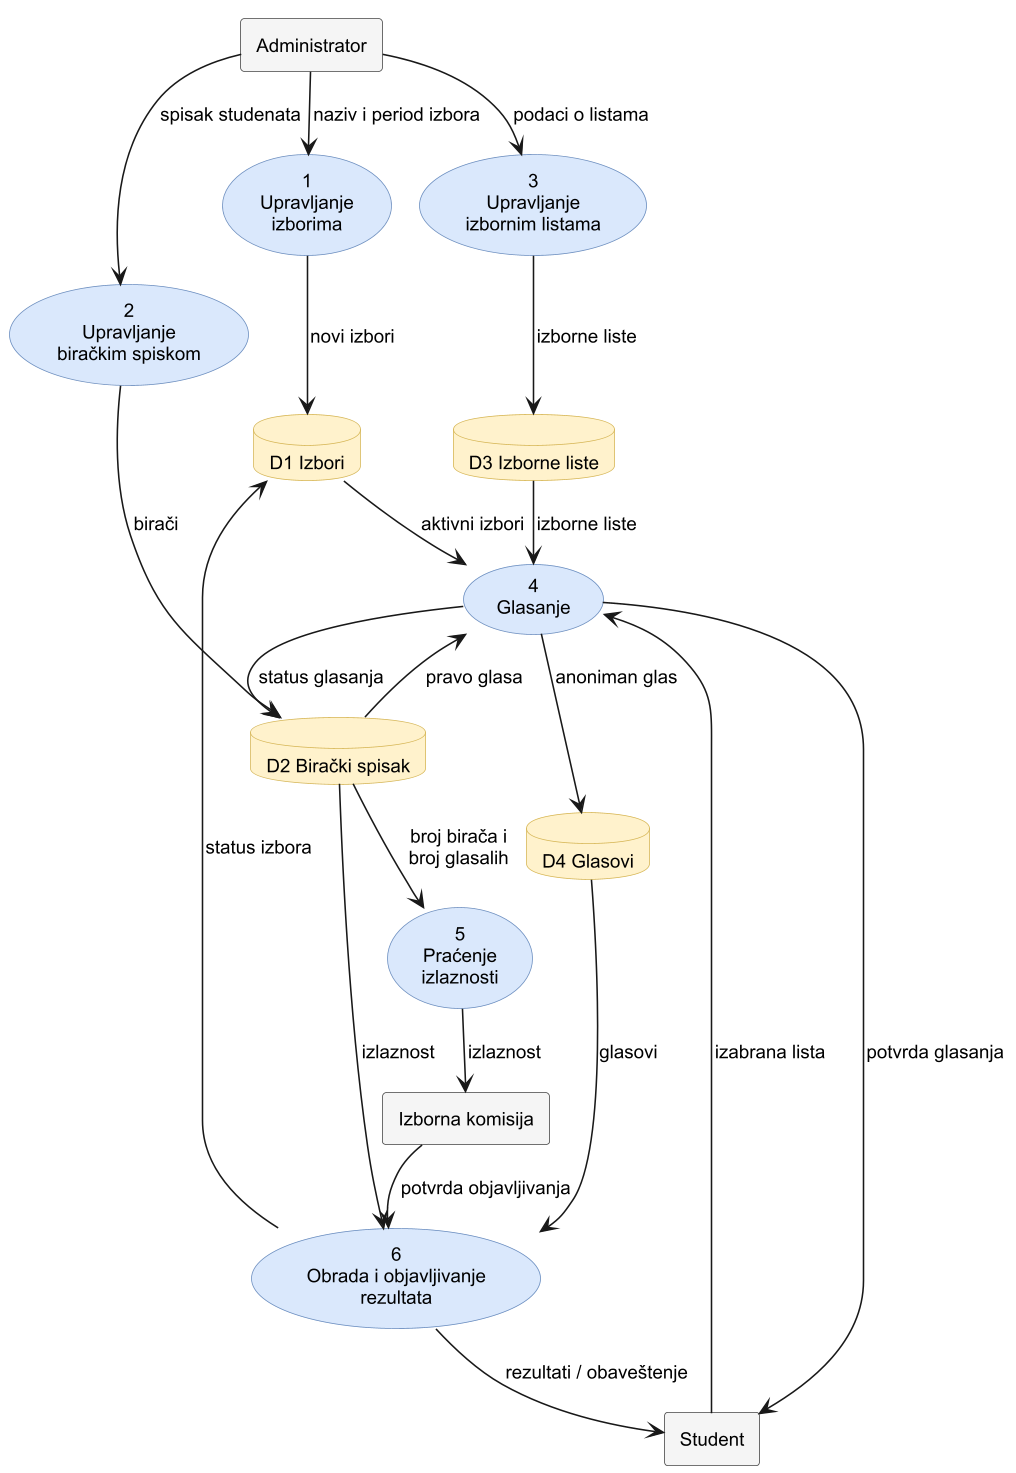 Administrator
spisak studenata
naziv i period izbora
podaci o listama
1
Upravljanje
izborima
3
Upravljanje
izbornim listama
2
Upravljanje
biračkim spiskom
novi izbori
izborne liste
D1 Izbori
D3 Izborne liste
birači
aktivni izbori
izborne liste
4
Glasanje
status glasanja
pravo glasa
anoniman glas
D2 Birački spisak
status izbora
broj birača i
broj glasalih
D4 Glasovi
5
Praćenje
izlaznosti
izlaznost
izlaznost
glasovi
izabrana lista
potvrda glasanja
Izborna komisija
potvrda objavljivanja
6
Obrada i objavljivanje
rezultata
rezultati / obaveštenje
Student